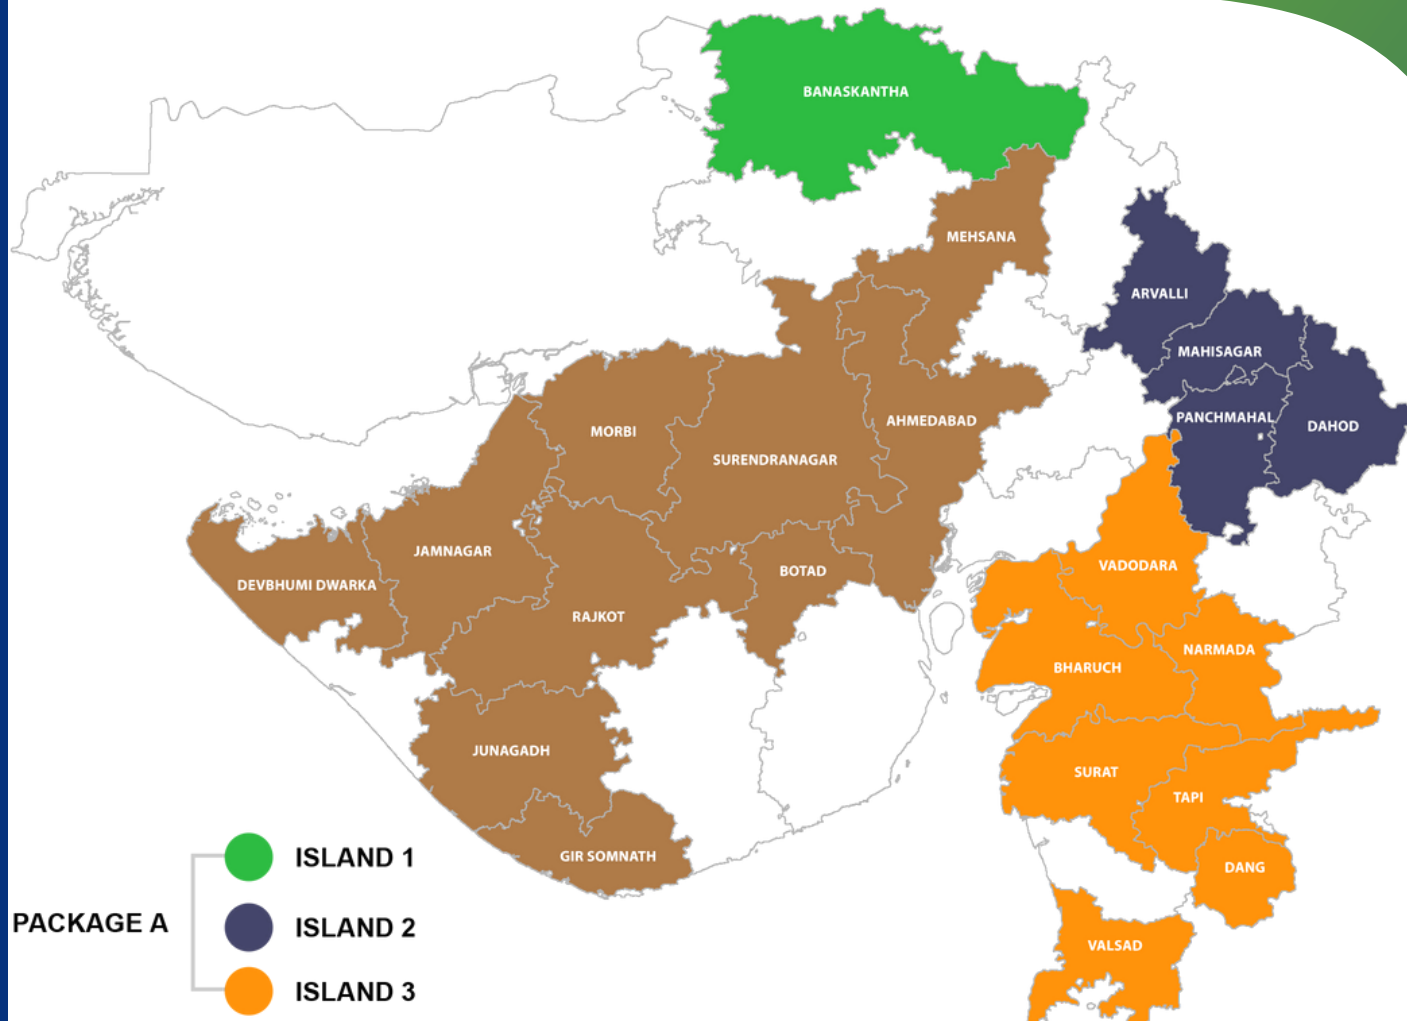 BANASKANTHA
MEHSANA
ARVALLI
MAHISAGAR
PANCHMAHAL
DAHOD
AHMEDABAD
MORBI
SURENDRANAGAR
JAMNAGAR
BOTAD
DEVBHUMI DWARKA
VADODARA
RAJKOT
NARMADA
BHARUCH
JUNAGADH
SURAT
TAPI
GIR SOMNATH
DANG
VALSAD
PACKAGE A
ISLAND 1
ISLAND 2
ISLAND 3